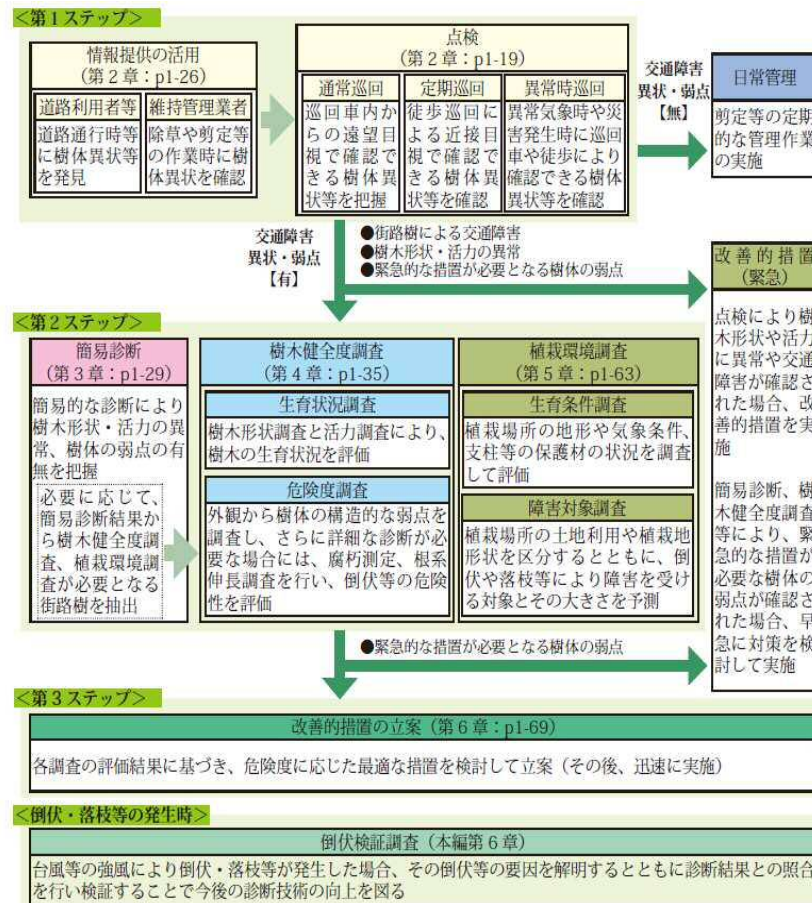 ＜第１ステップ＞
情報提供の活用
（第２章：p1-26）
道路利用者等
道路通行時等
に樹体異状等
を発見
維持管理業者
除草や剪定等
の作業時に樹
体異状を確認
点検
（第２章：p1-19）
通常巡回
巡回車内か
らの遠望目
視で確認で
きる樹体異
状等を把握
定期巡回
徒歩巡回に
よる近接目
視で確認で
きる樹体異
状等を確認
異常時巡回
異常気象時や災
害発生時に巡回
車や徒歩により
確認できる樹体
異状等を確認
交通障害
異状・弱点
【無】
日常管理
剪定等の定期
的な管理作業
の実施
交通障害
異状・弱点
【有】
●街路樹による交通障害
●樹木形状・活力の異常
●緊急的な措置が必要となる樹体の弱点
改善的措置
（緊急）
点検により樹
木形状や活力
に異常や交通
障害が確認さ
れた場合、改
善的措置を実
施
簡易診断、樹
木健全度調査
等により、緊
急的な措置が
必要な樹体の
弱点が確認さ
れた場合、早
急に対策を検
討して実施
＜第２ステップ＞
簡易診断
（第３章：p1-29）
簡易的な診断により
樹木形状・活力の異
常、樹体の弱点の有
無を把握
必要に応じて、
簡易診断結果か
ら樹木健全度調
査、植栽環境調
査が必要となる
街路樹を抽出
樹木健全度調査
（第４章：p1-35）
生育状況調査
樹木形状調査と活力調査により、
樹木の生育状況を評価
危険度調査
外観から樹体の構造的な弱点を
調査し、さらに詳細な診断が必
要な場合には、腐朽測定、根系
伸長調査を行い、倒伏等の危険
性を評価
植栽環境調査
（第５章：p1-63）
生育条件調査
植栽場所の地形や気象条件、
支柱等の保護材の状況を調査
して評価
障害対象調査
植栽場所の土地利用や植栽地
形状を区分するとともに、倒
伏や落枝等により障害を受け
る対象とその大きさを予測
●緊急的な措置が必要となる樹体の弱点
＜第３ステップ＞
改善的措置の立案（第６章：p1-69）
各調査の評価結果に基づき、危険度に応じた最適な措置を検討して立案（その後、迅速に実施）
＜倒伏・落枝等の発生時＞
倒伏検証調査（本編第６章）
台風等の強風により倒伏・落枝等が発生した場合、その倒伏等の要因を解明するとともに診断結果との照合
を行い検証することで今後の診断技術の向上を図る